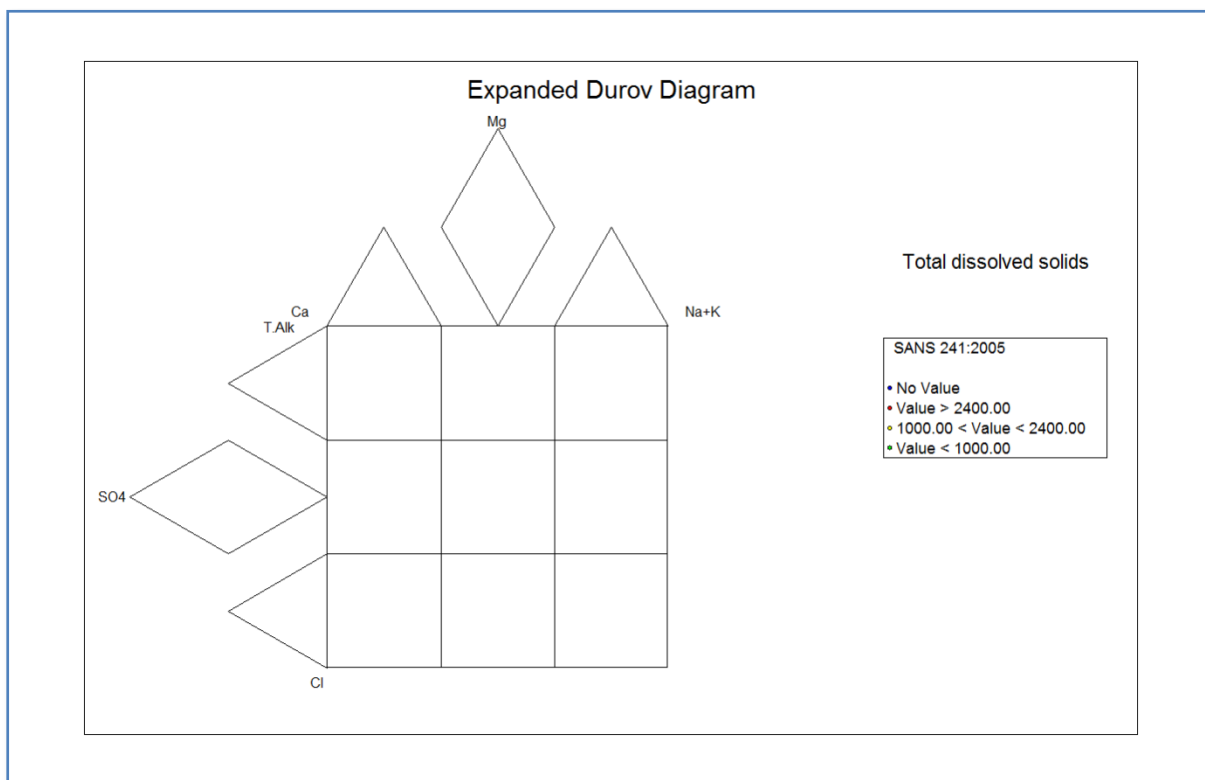 Expanded Durov Diagram
Mg
Total dissolved solids
Ca
Na+K
T.Alk
SANS 241:2005
No Value
Value > 2400.00
1000.00 < Value < 2400.00
Value < 1000.00
SO4
Cl